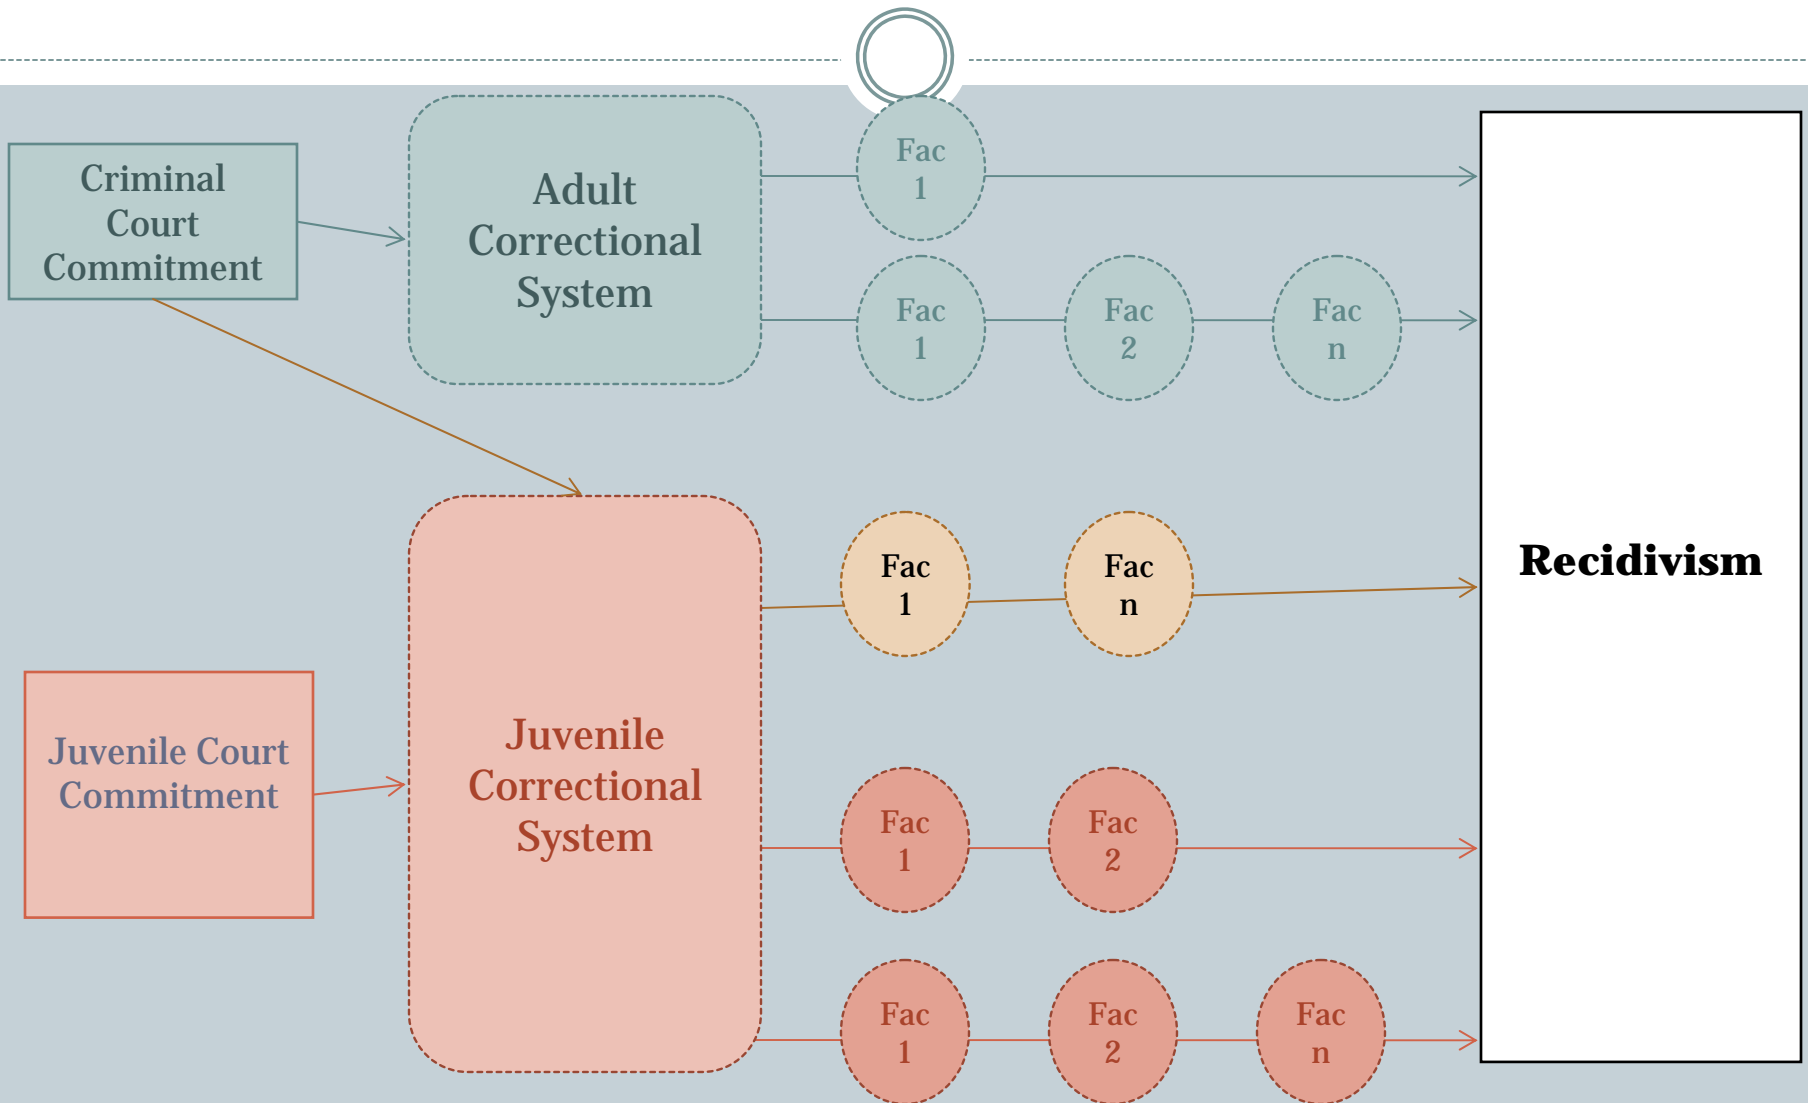 Criminal
Court
Commitment
Adult
Correctional
System
Fac
1
Fac
1
Fac
2
Fac
n
Recidivism
Fac
1
Fac
n
Juvenile Court
Commitment
Juvenile
Correctional
System
Fac
1
Fac
2
Fac
1
Fac
2
Fac
n